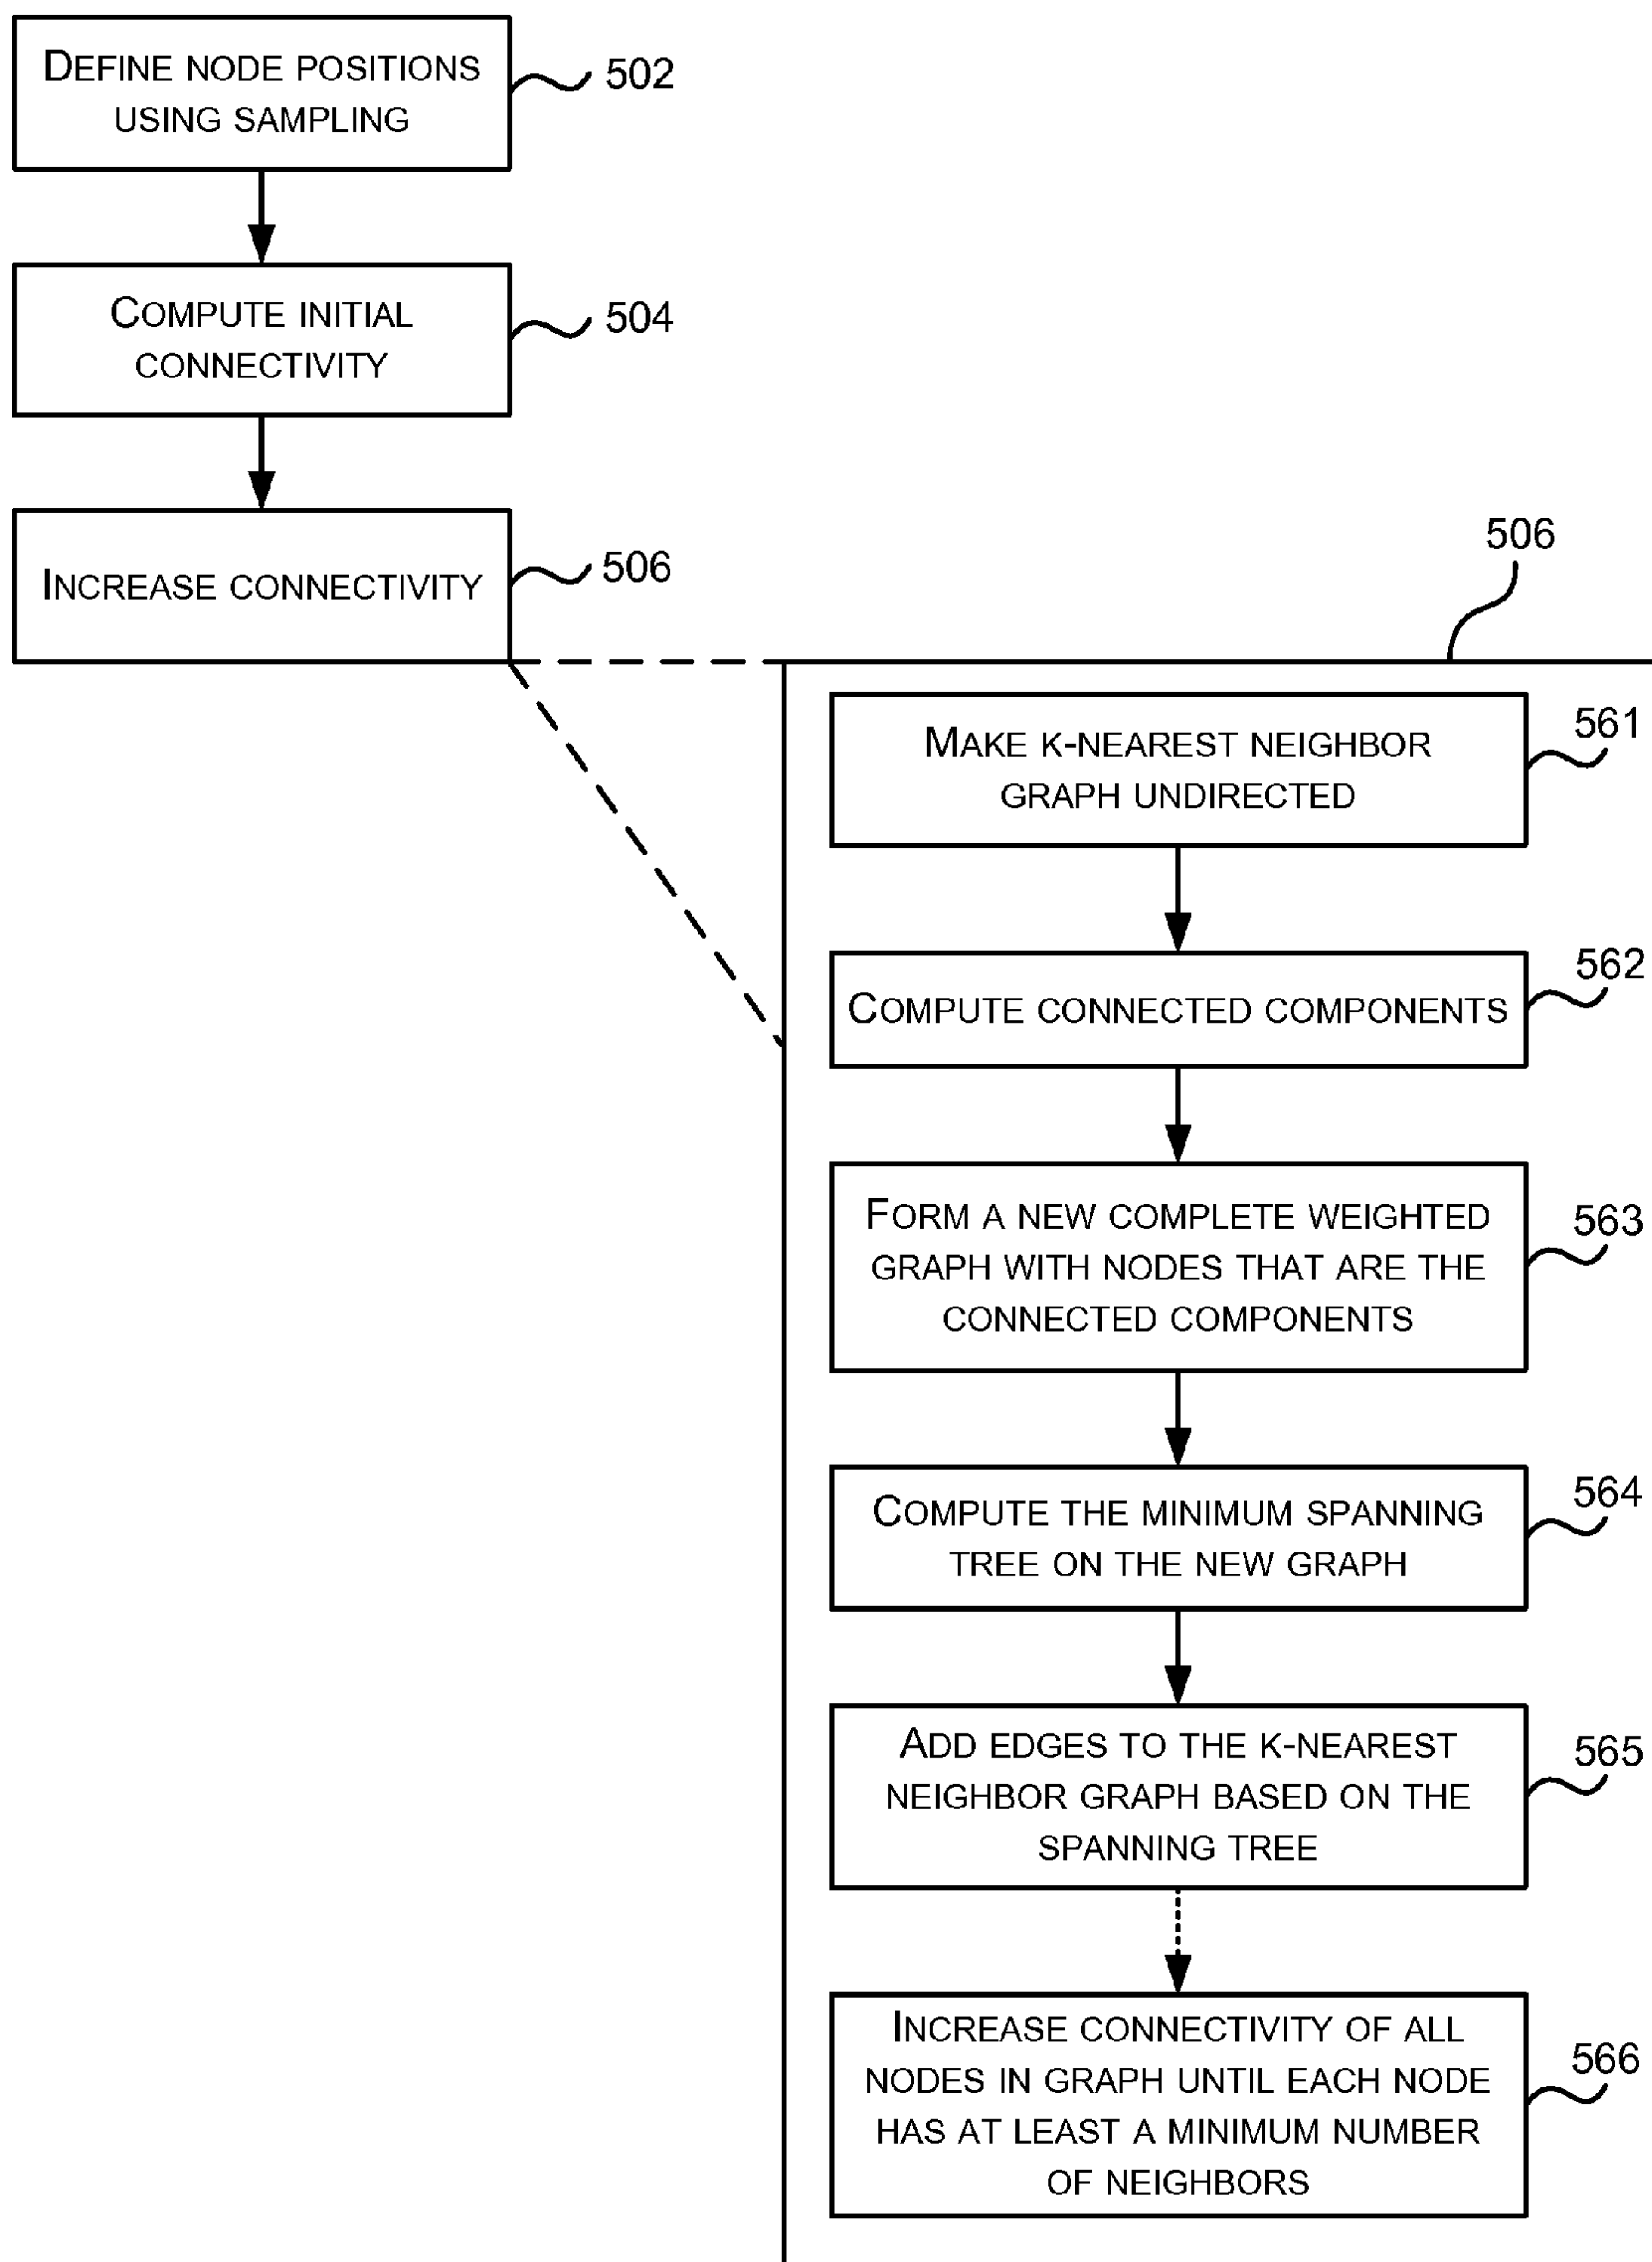 DEFINE NODE POSITIONS
USING SAMPLING
502
COMPUTE INITIAL
CONNECTIVITY
504
INCREASE CONNECTIVITY
506
506
MAKE K-NEAREST NEIGHBOR
GRAPH UNDIRECTED
561
COMPUTE CONNECTED COMPONENTS
562
FORM A NEW COMPLETE WEIGHTED
GRAPH WITH NODES THAT ARE THE
CONNECTED COMPONENTS
563
COMPUTE THE MINIMUM SPANNING
TREE ON THE NEW GRAPH
564
ADD EDGES TO THE K-NEAREST
NEIGHBOR GRAPH BASED ON THE
SPANNING TREE
565
INCREASE CONNECTIVITY OF ALL
NODES IN GRAPH UNTIL EACH NODE
HAS AT LEAST A MINIMUM NUMBER
OF NEIGHBORS
566